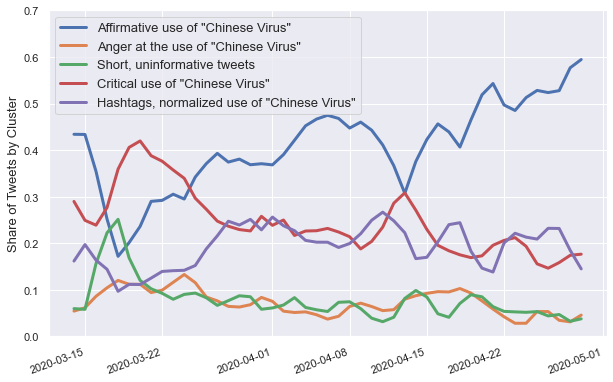 0.7
0.6
0.5
0.4
0.3
0.2
0.1
0.0
Share of Tweets by Cluster
Affirmative use of "Chinese Virus"
Anger at the use of "Chinese Virus"
Short, uninformative tweets
Critical use of "Chinese Virus"
Hashtags, normalized use of "Chinese Virus"
2020-03-15
2020-03-22
2020-04-01
2020-04-08
2020-04-15
2020-04-22
2020-05-01